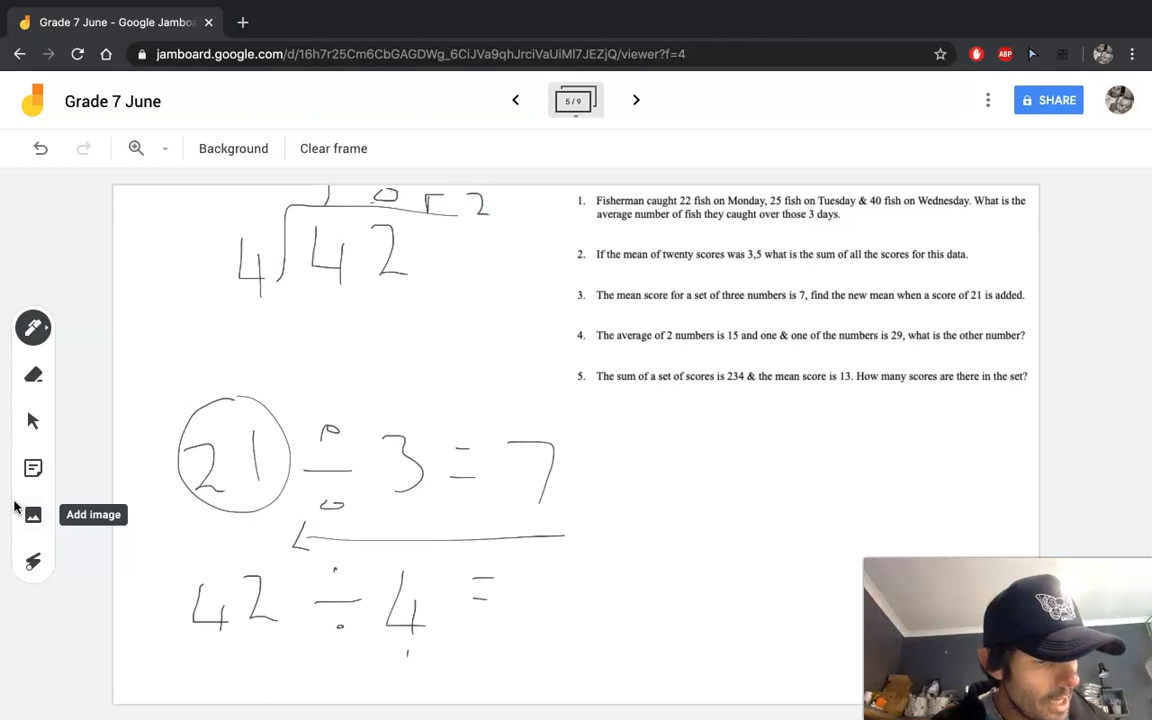 Grade 7 June - Google Jambo
jamboard.google.com/d/16h7r25Cm6CbGAGDWg_6CiJVa9qhJrciVaUiMl7JEZjQ/viewer?f=4
ABP
Grade 7 June
5 / 9
SHARE
Background
Clear frame
1 0 r 2
4 42
1. Fisherman caught 22 fish on Monday, 25 fish on Tuesday & 40 fish on Wednesday. What is the
average number of fish they caught over those 3 days.
2. If the mean of twenty scores was 3,5 what is the sum of all the scores for this data.
3. The mean score for a set of three numbers is 7, find the new mean when a score of 21 is added.
4. The average of 2 numbers is 15 and one & one of the numbers is 29, what is the other number?
5. The sum of a set of scores is 234 & the mean score is 13. How many scores are there in the set?
21 ÷ 3 = 7
Add image
42 ÷ 4 =